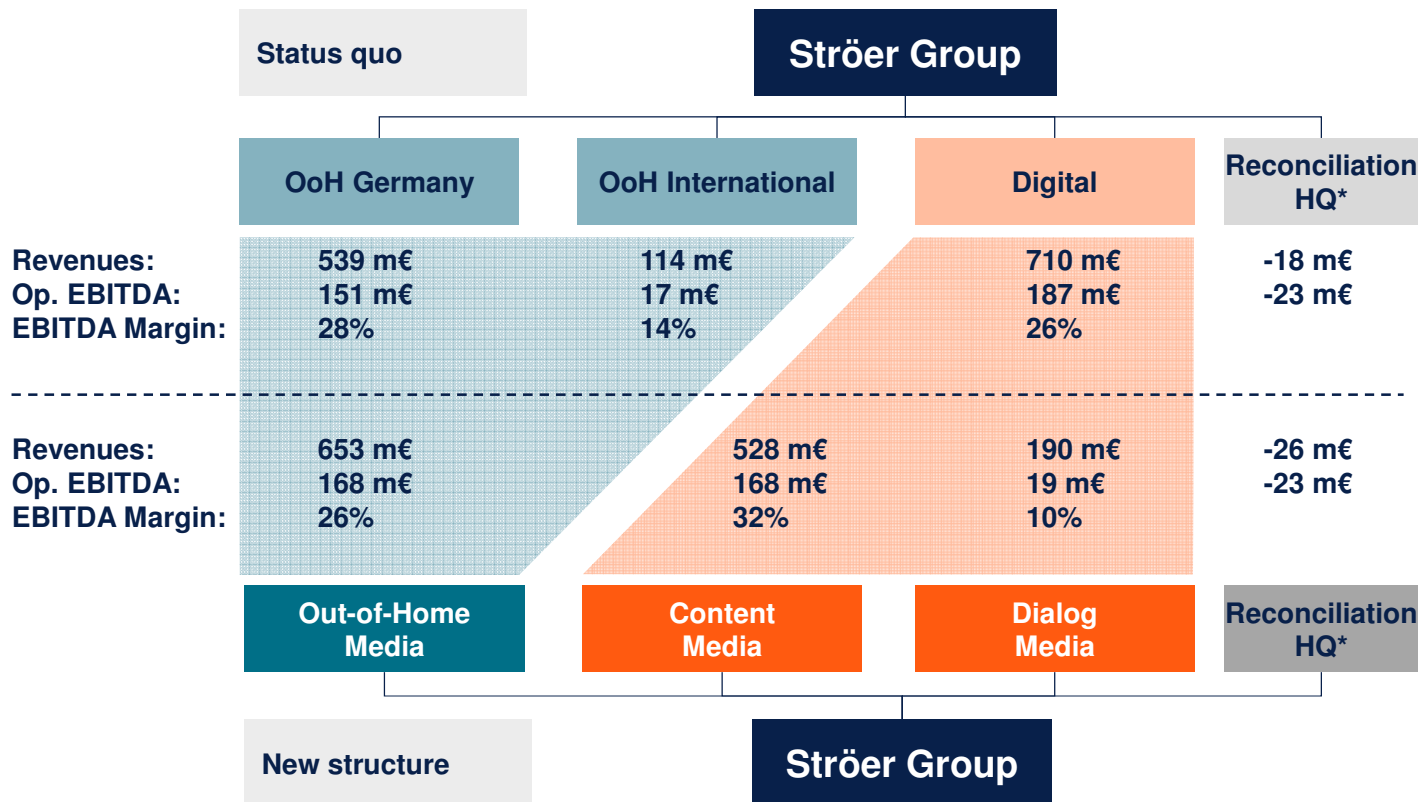 Status quo
Ströer Group
OoH Germany
OoH International
Digital
Reconciliation
HQ*
Revenues: 539 m€ 114 m€ 710 m€ -18 m€
Op. EBITDA: 151 m€ 17 m€ 187 m€ -23 m€
EBITDA Margin: 28% 14% 26%
Revenues: 653 m€ 528 m€ 190 m€ -26 m€
Op. EBITDA: 168 m€ 168 m€ 19 m€ -23 m€
EBITDA Margin: 26% 32% 10%
Out-of-Home
Media
Content
Media
Dialog
Media
Reconciliation
HQ*
New structure
Ströer Group